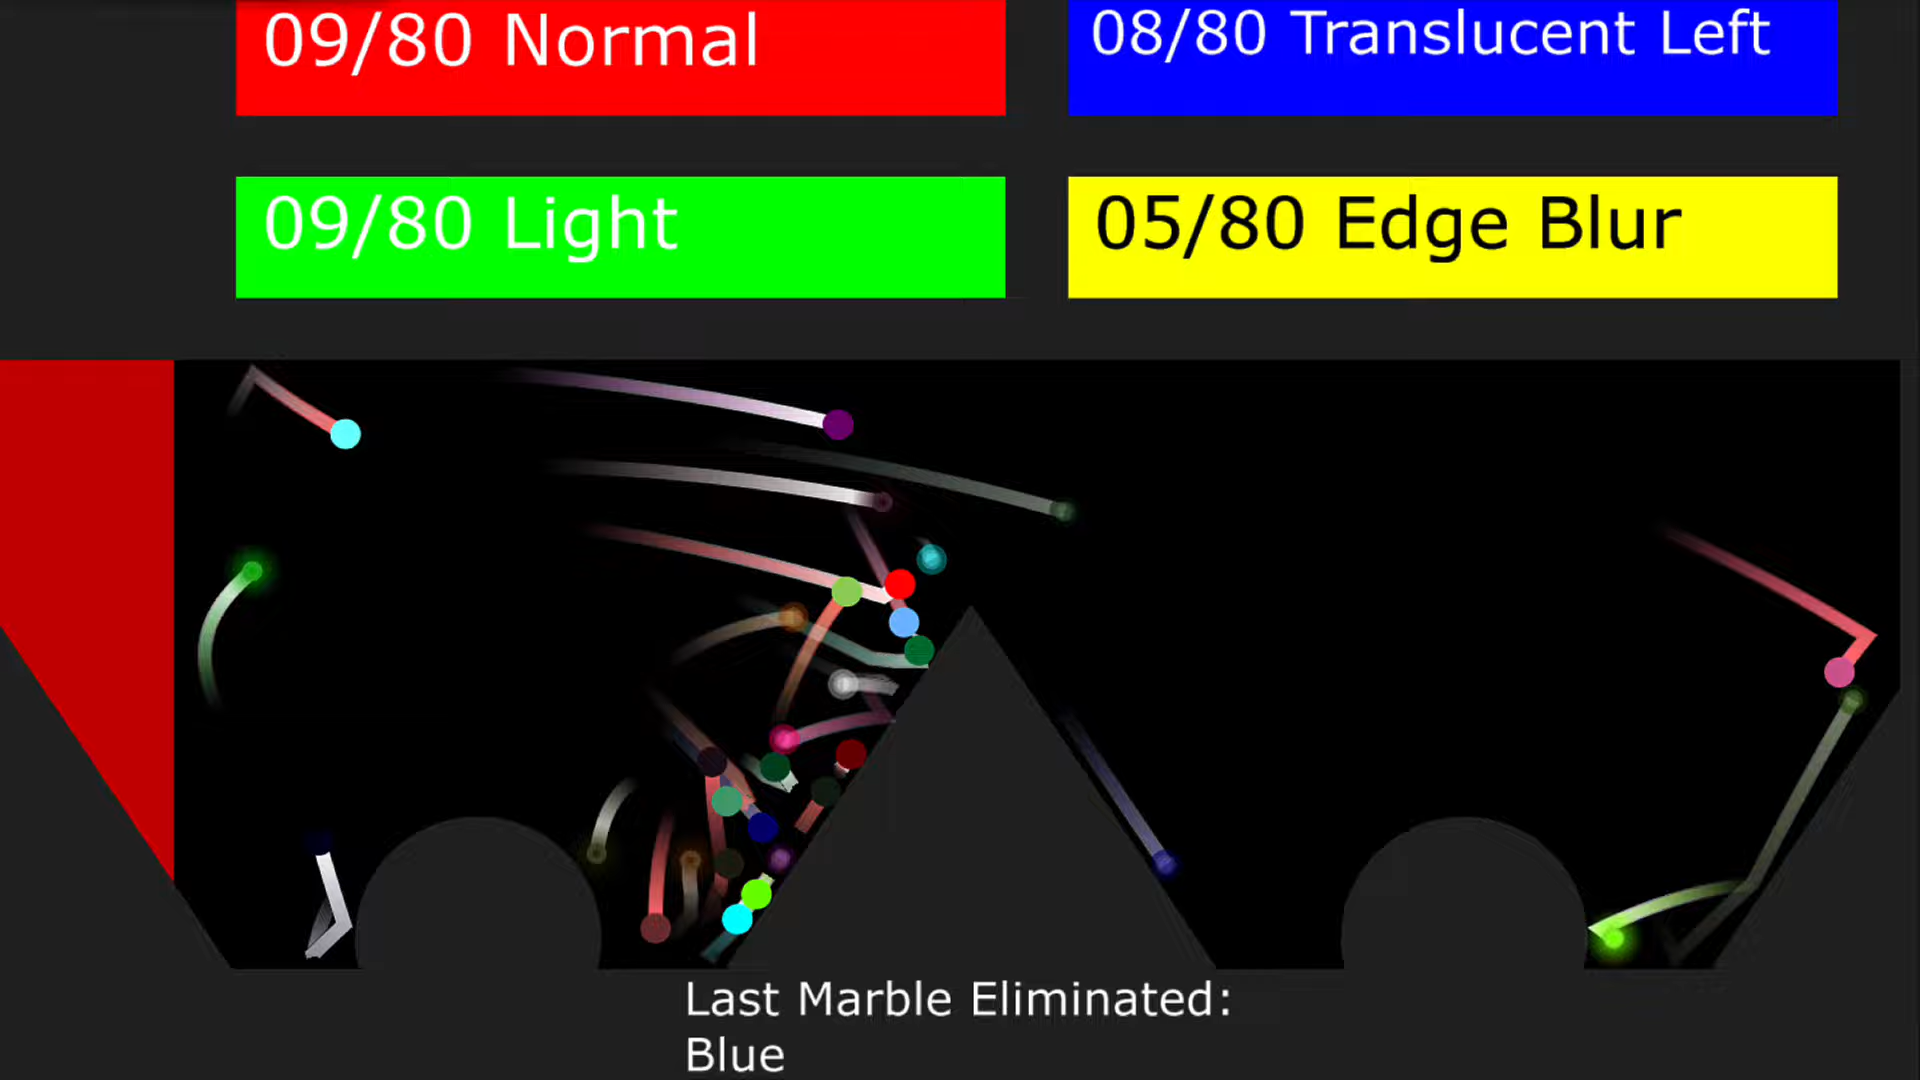 09/80 Normal
08/80 Translucent Left
09/80 Light
05/80 Edge Blur
Last Marble Eliminated:
Blue